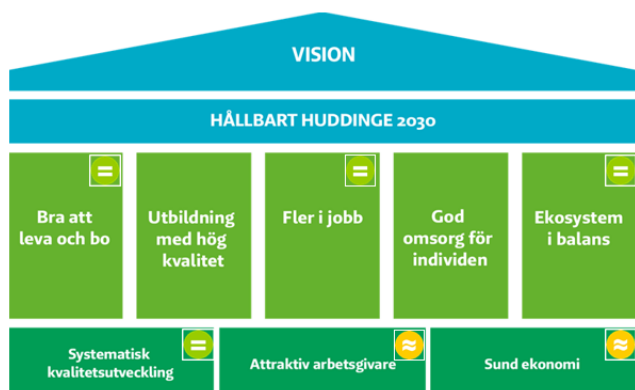 VISION
HÅLLBART HUDDINGE 2030
=
=
=
Bra att
leva och bo
Utbildning
med hög
kvalitet
Fler i jobb
God
omsorg för
individen
Ekosystem
i balans
=
≈
≈
Systematisk
kvalitetsutveckling
Attraktiv arbetsgivare
Sund ekonomi